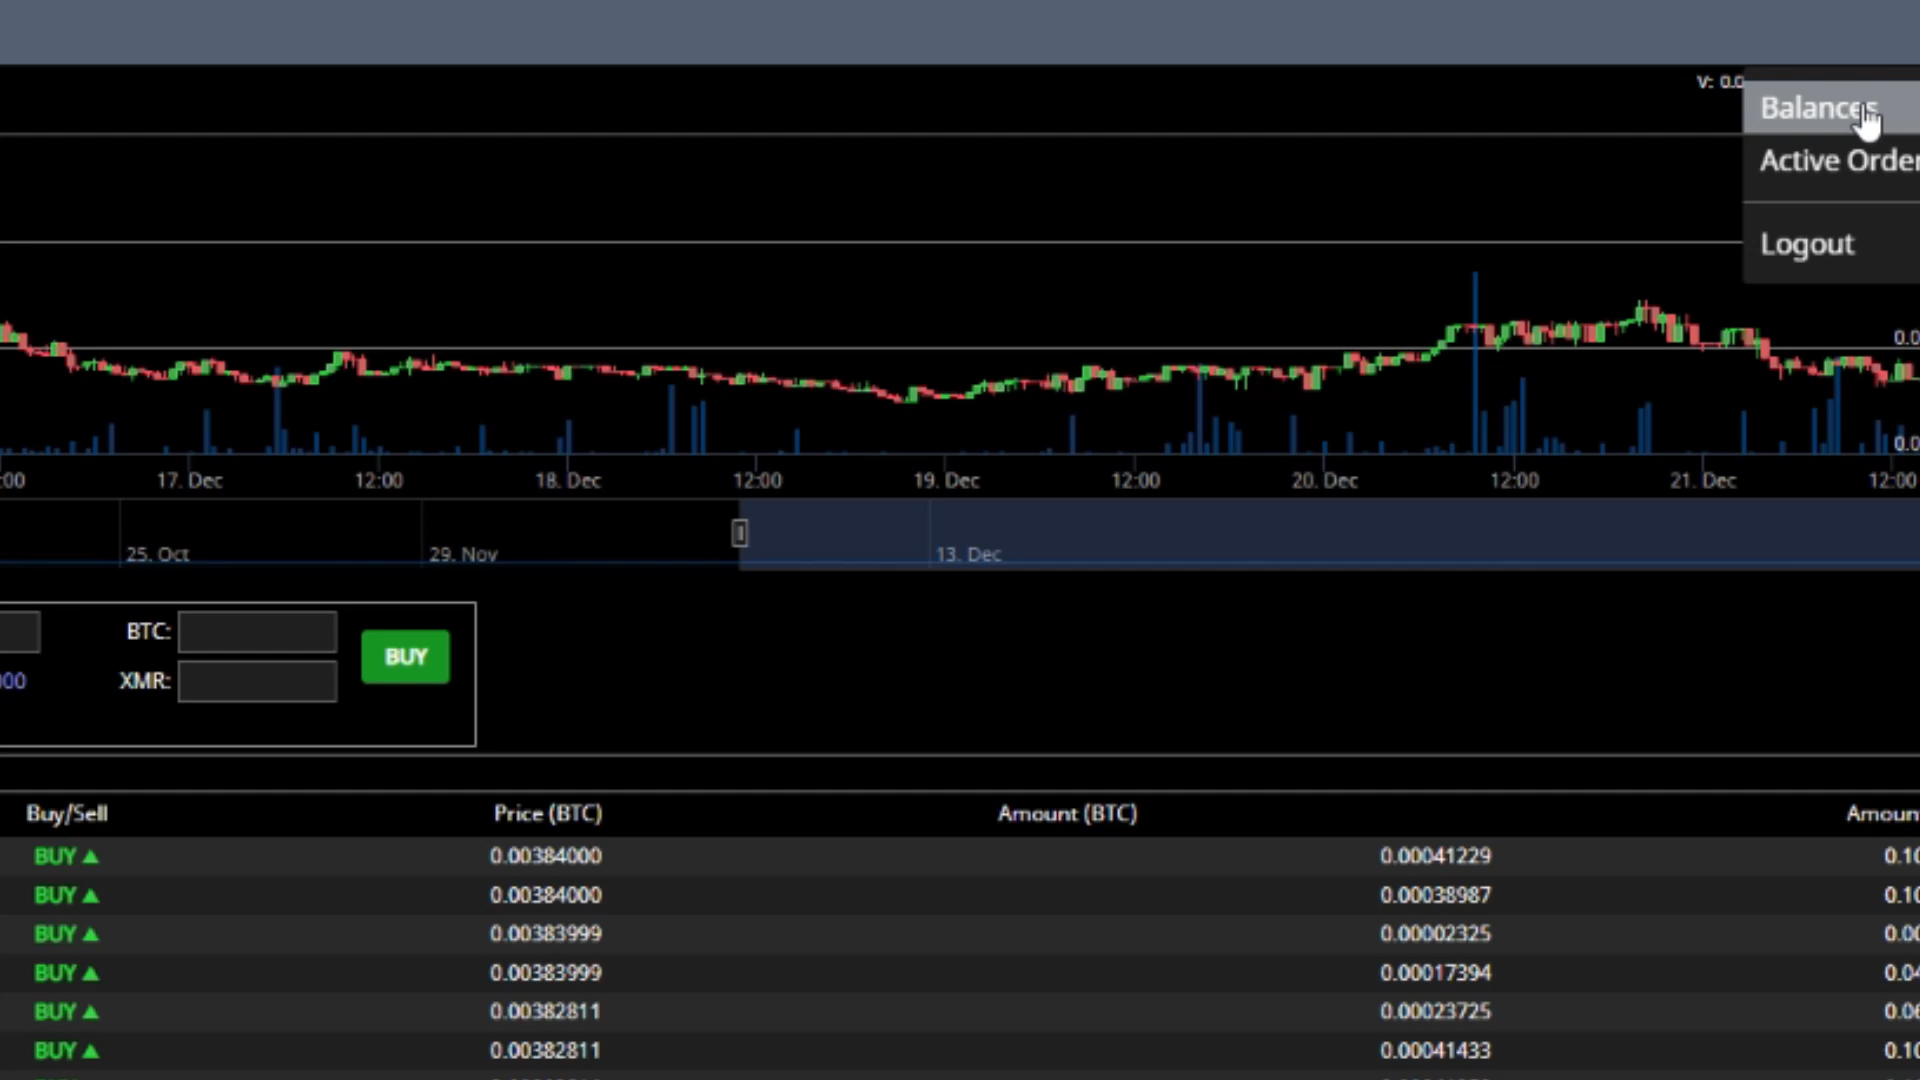 V: 0.0
Balances
Active Order
Logout
0.0
0.0
:00 17. Dec 12:00 18. Dec 12:00 19. Dec 12:00 20. Dec 12:00 21. Dec 12:00
25. Oct 29. Nov 13. Dec
BTC: BUY
000 XMR:
Buy/Sell Price (BTC) Amount (BTC) Amoun
BUY ▲ 0.00384000 0.00041229 0.10
BUY ▲ 0.00384000 0.00038987 0.10
BUY ▲ 0.00383999 0.00002325 0.00
BUY ▲ 0.00383999 0.00017394 0.04
BUY ▲ 0.00382811 0.00023725 0.06
BUY ▲ 0.00382811 0.00041433 0.10